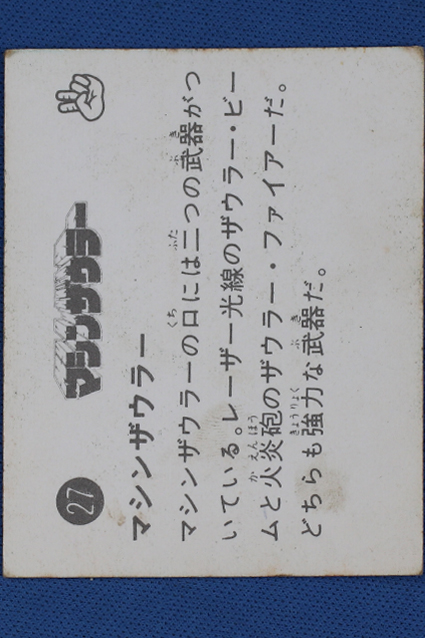 マシンザウラー
27
マシンザウラー
マシンザウラーの口には二つの武器がつ
いている。レーザー光線のザウラー・ビー
ムと火炎砲のザウラー・ファイアーだ。
どちらも強力な武器だ。